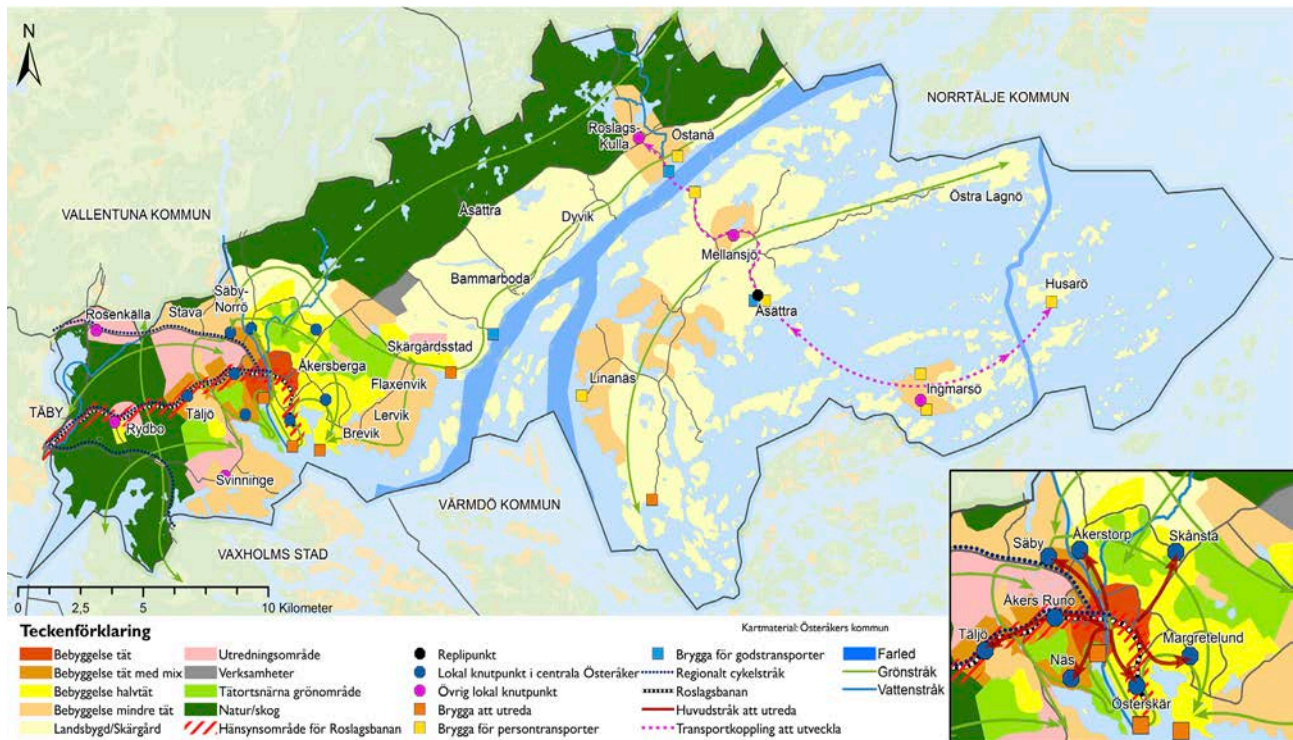 N
NORRTÄLJE KOMMUN
Roslags-
Kulla
Östanå
VALLENTUNA KOMMUN
Åsättra
Dyvik
Östra Lagnö
Mellansjö
Bammarboda
Säby-
Norrö
Stava
Rosenkälla
Husarö
Åsättra
Skärgårdsstad
Åkersberga
Flaxenvik
Linanäs
Ingmarsö
TÄBY
Täljö
Lervik
Rydbo
Brevik
Svinninge
VÄRMDÖ KOMMUN
VAXHOLMS STAD
0 2,5 5 10 Kilometer
Säby
Åkerstorp
Skånsta
Åkers Runö
Täljö
Margretelund
Näs
Österskär
Teckenförklaring
Kartmaterial: Österåkers kommun
Bebyggelse tät
Bebyggelse tät med mix
Bebyggelse halvtät
Bebyggelse mindre tät
Landsbygd/Skärgård
Utredningsområde
Verksamheter
Tätortsnära grönområde
Natur/skog
Hänsynsområde för Roslagsbanan
Replipunkt
Lokal knutpunkt i centrala Österåker
Övrig lokal knutpunkt
Brygga att utreda
Brygga för persontransporter
Brygga för godstransporter
Regionalt cykelstråk
Roslagsbanan
Huvudstråk att utreda
Transportkoppling att utveckla
Farled
Grönstråk
Vattenstråk